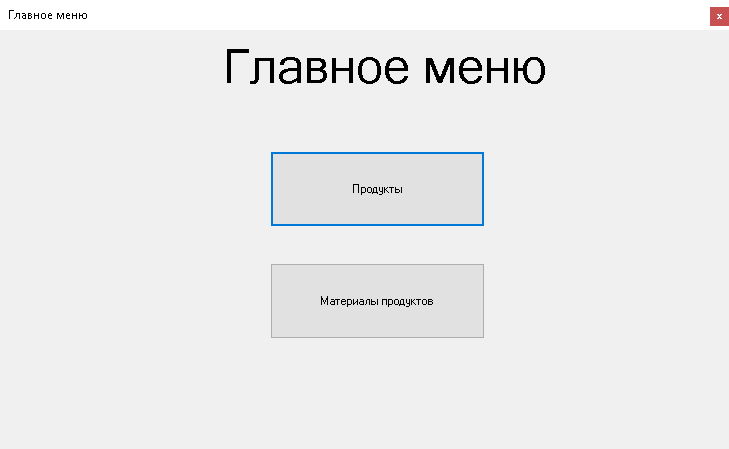 Главное меню
x
Главное меню
Продукты
Материалы продуктов